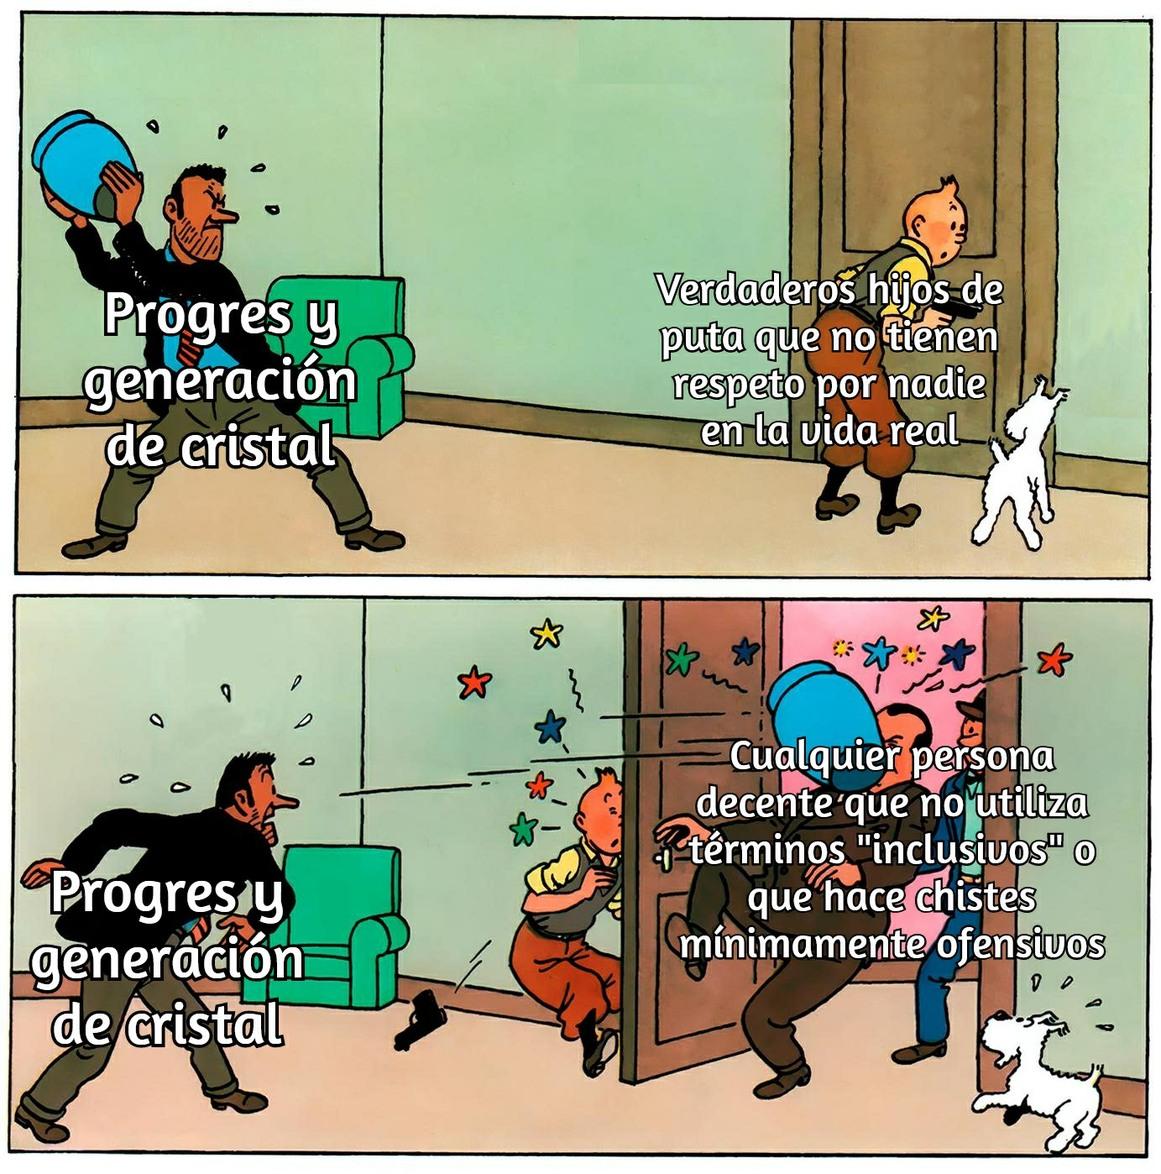 Progres y
generación
de cristal
Verdaderos hijos de
puta que no tienen
respeto por nadie
en la vida real
Progres y
generación
de cristal
Cualquier persona
decente que no utiliza
términos "inclusivos" o
que hace chistes
mínimamente ofensivos